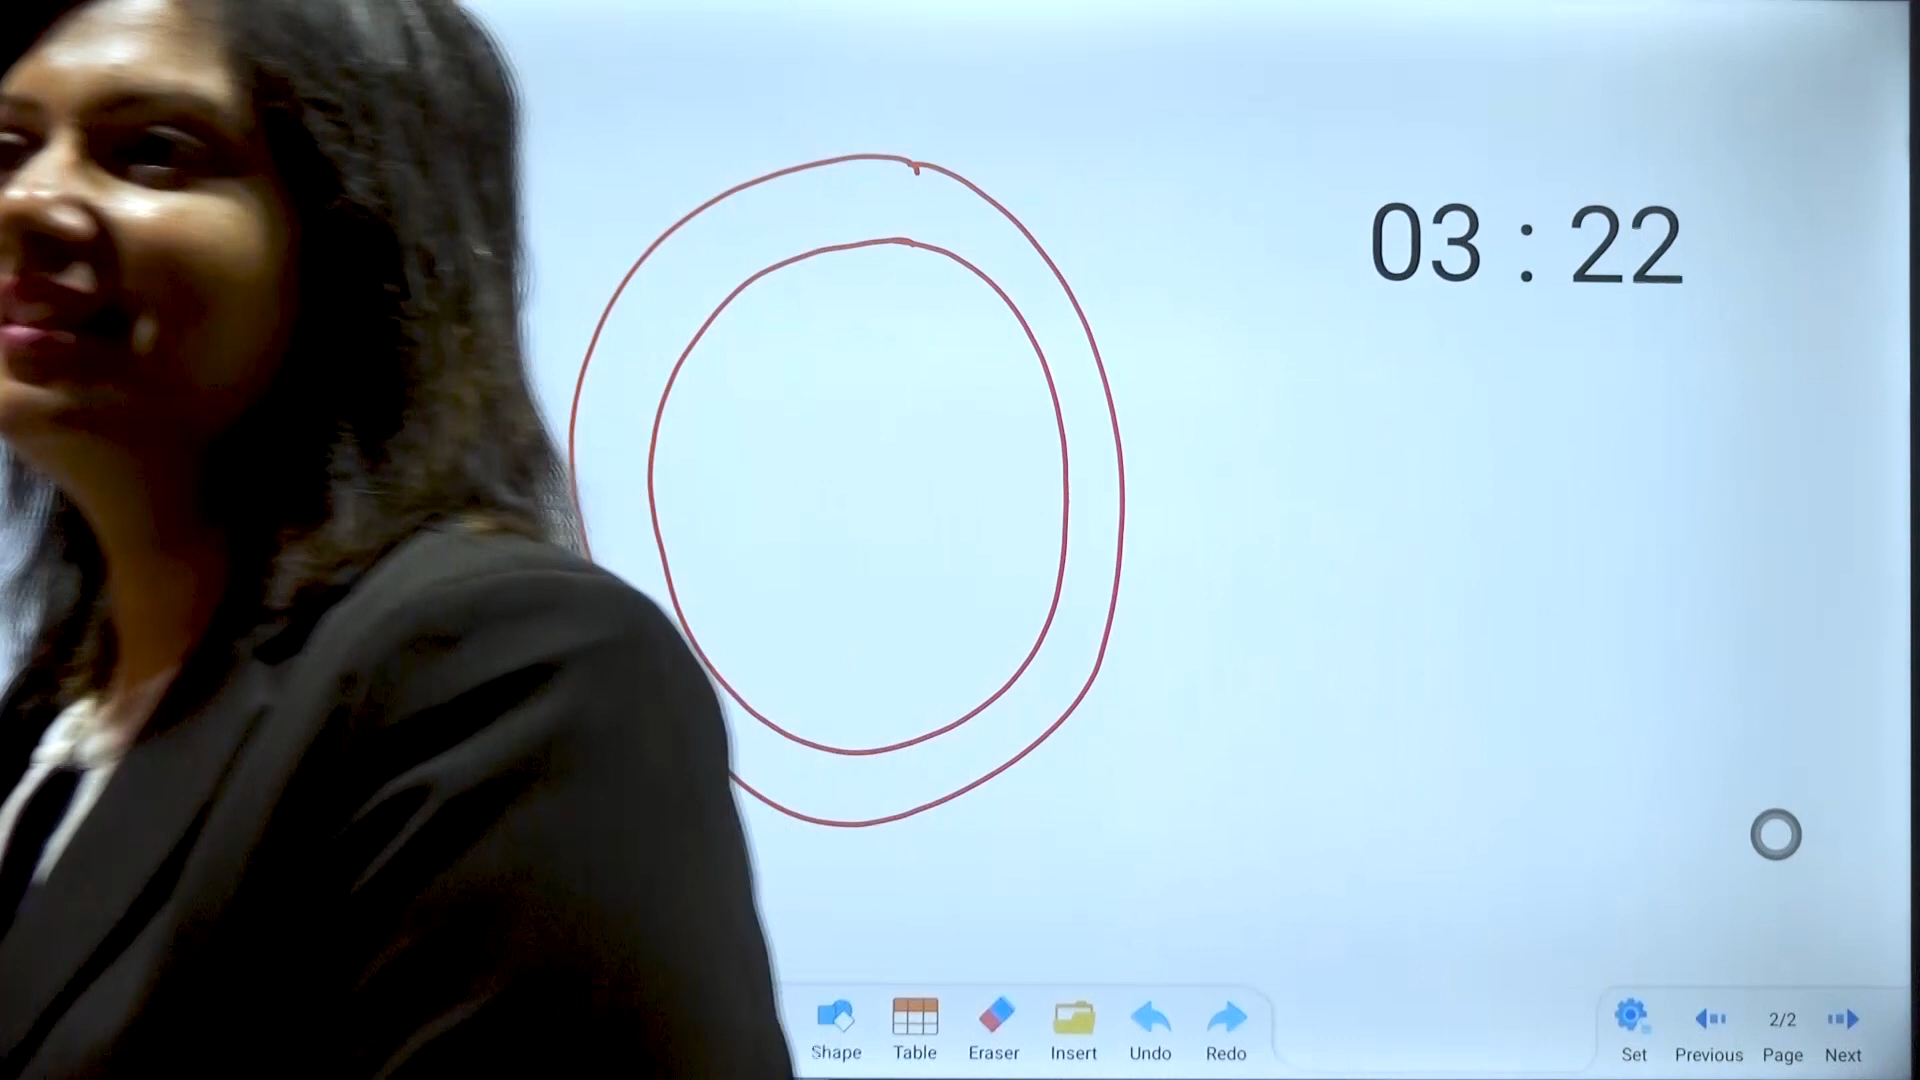 03 : 22
Shape Table Eraser Insert Undo Redo
2/2
Set Previous Page Next